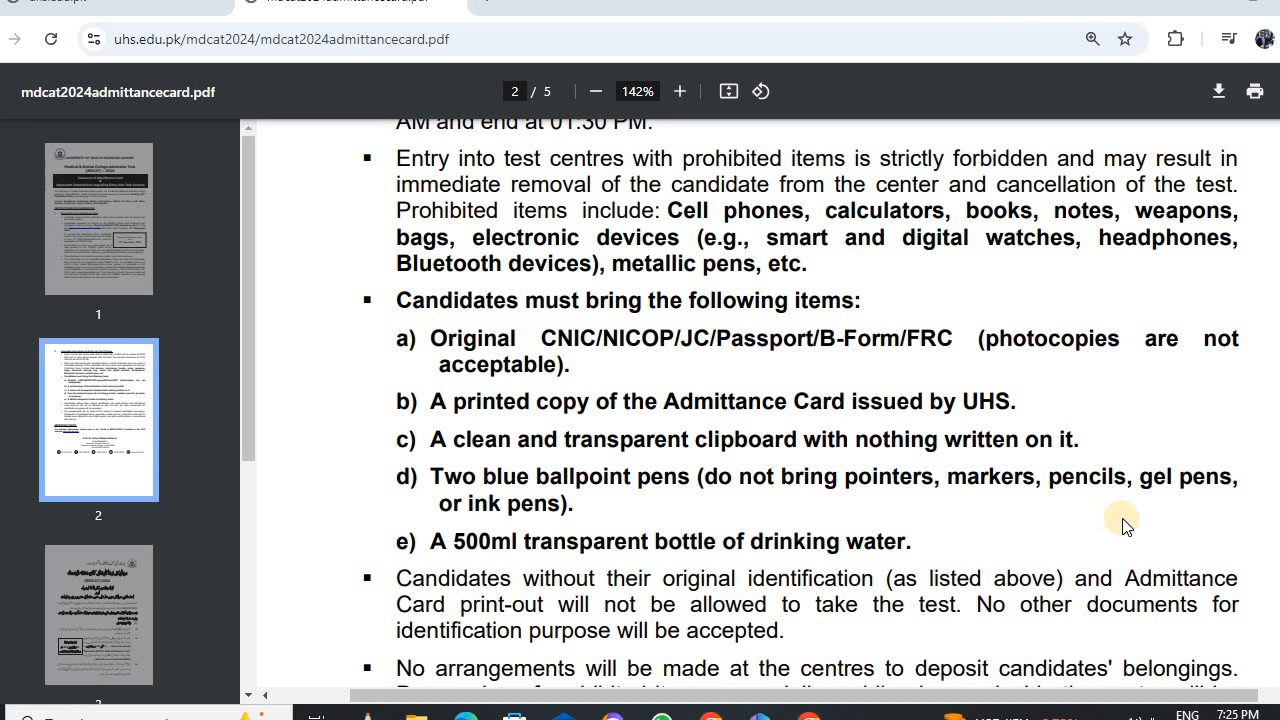 uhs.edu.pk/mdcat2024/mdcat2024admittancecard.pdf
mdcat2024admittancecard.pdf
2 / 5
142%
AM and end at 01:30 PM.
▪ Entry into test centres with prohibited items is strictly forbidden and may result in
immediate removal of the candidate from the center and cancellation of the test.
Prohibited items include: Cell phones, calculators, books, notes, weapons,
bags, electronic devices (e.g., smart and digital watches, headphones,
Bluetooth devices), metallic pens, etc.
▪ Candidates must bring the following items:
a) Original CNIC/NICOP/JC/Passport/B-Form/FRC (photocopies are not
acceptable).
b) A printed copy of the Admittance Card issued by UHS.
c) A clean and transparent clipboard with nothing written on it.
d) Two blue ballpoint pens (do not bring pointers, markers, pencils, gel pens,
or ink pens).
e) A 500ml transparent bottle of drinking water.
▪ Candidates without their original identification (as listed above) and Admittance
Card print-out will not be allowed to take the test. No other documents for
identification purpose will be accepted.
▪ No arrangements will be made at the centres to deposit candidates' belongings.
1
2
ENG
7:25 PM